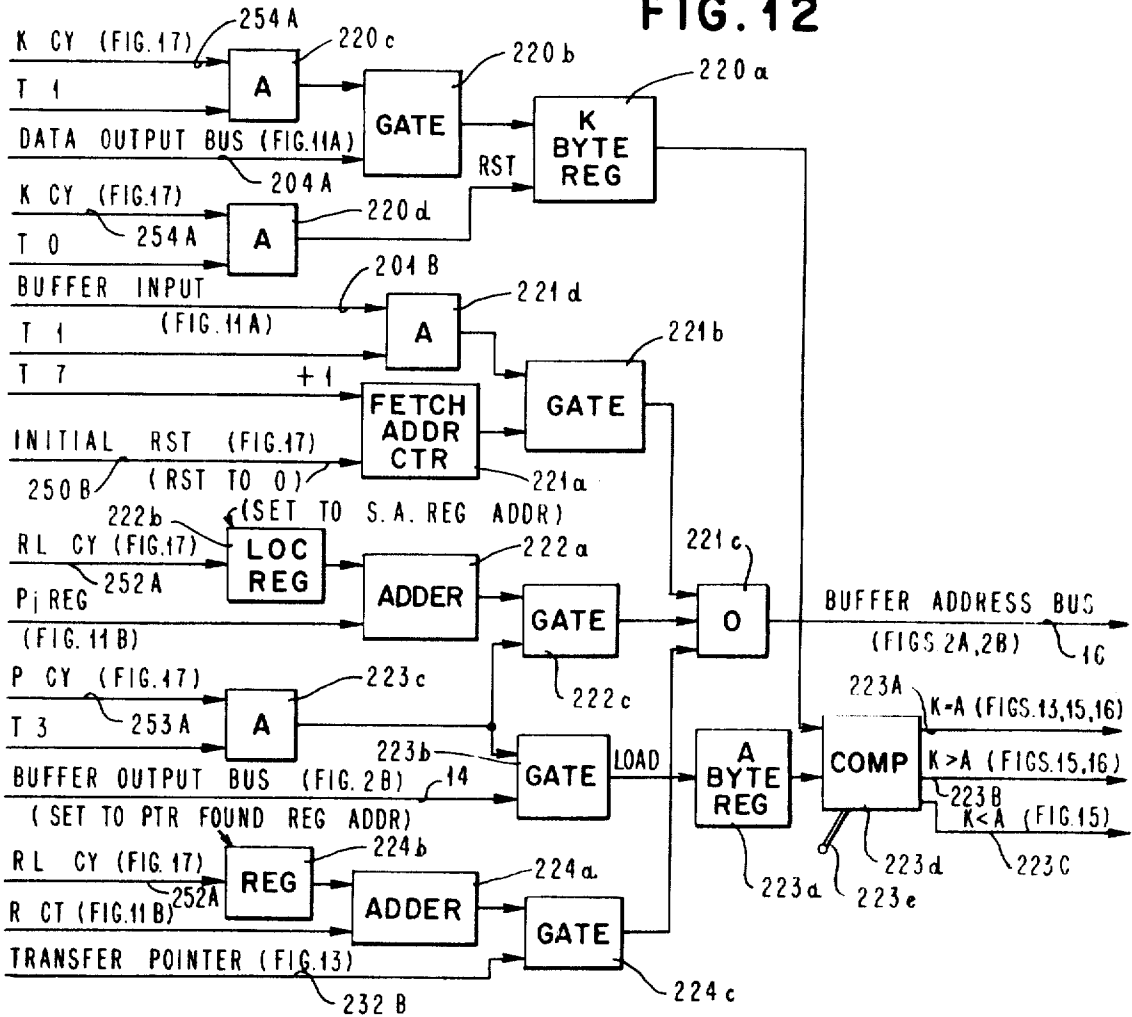 FIG. 12
K CY (FIG. 17)
254A
220c
T 1
A
220b
GATE
220a
K
BYTE
REG
DATA OUTPUT BUS (FIG. 11A)
204A
RST
K CY (FIG. 17)
254A
220d
T 0
A
BUFFER INPUT
201B
(FIG. 11A)
221d
T 1
A
221b
GATE
T 7
+1
FETCH
ADDR
CTR
221a
INITIAL RST (FIG. 17)
250B
(RST TO 0)
222b
(SET TO S.A. REG ADDR)
RL CY (FIG. 17)
252A
LOC
REG
222a
ADDER
Pj REG
(FIG. 11B)
GATE
222c
221c
O
BUFFER ADDRESS BUS
(FIGS. 2A, 2B)
10
P CY (FIG. 17)
253A
223c
T 3
A
223b
GATE
LOAD
A
BYTE
REG
223a
COMP
223d
223e
223A
K=A (FIGS. 13, 15, 16)
K>A (FIGS. 15, 16)
223B
K<A (FIG. 15)
223C
BUFFER OUTPUT BUS (FIG. 2B)
14
(SET TO PTR FOUND REG ADDR)
224b
RL CY (FIG. 17)
252A
REG
224a
ADDER
R CT (FIG. 11B)
GATE
224c
TRANSFER POINTER (FIG. 13)
232B